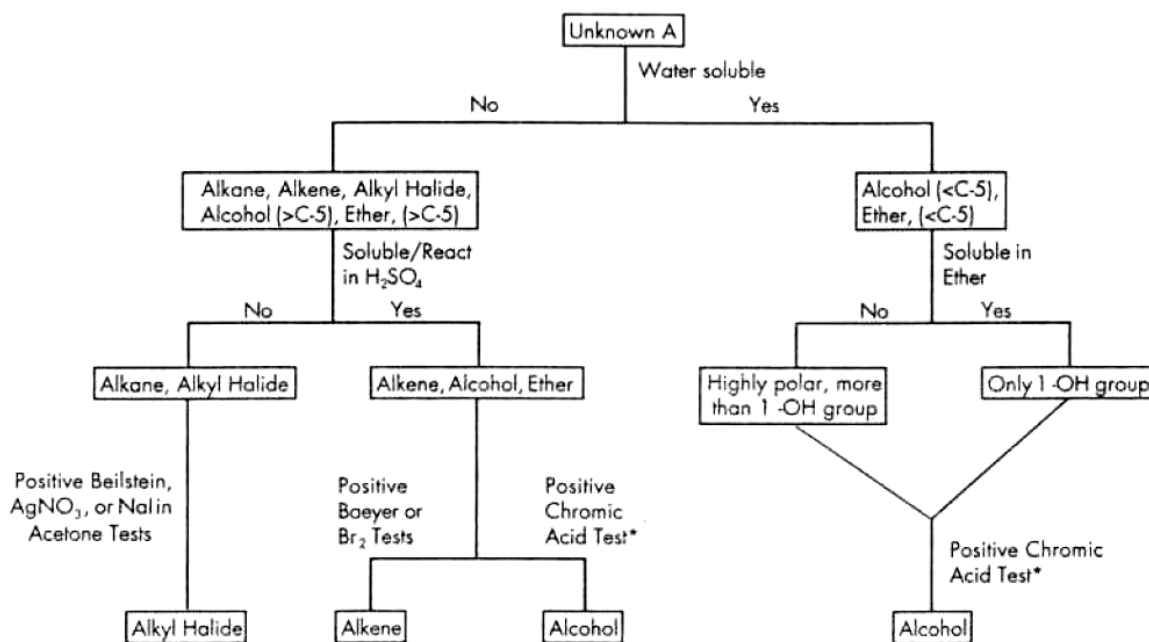 Unknown A
Water soluble
No
Yes
Alkane, Alkene, Alkyl Halide,
Alcohol (>C-5), Ether, (>C-5)
Alcohol (<C-5),
Ether, (<C-5)
Soluble/React
in H₂SO₄
Soluble in
Ether
No
Yes
No
Yes
Alkane, Alkyl Halide
Alkene, Alcohol, Ether
Highly polar, more
than 1 -OH group
Only 1 -OH group
Positive Beilstein,
AgNO₃, or NaI in
Acetone Tests
Positive
Baeyer or
Br₂ Tests
Positive
Chromic
Acid Test*
Positive Chromic
Acid Test*
Alkyl Halide
Alkene
Alcohol
Alcohol